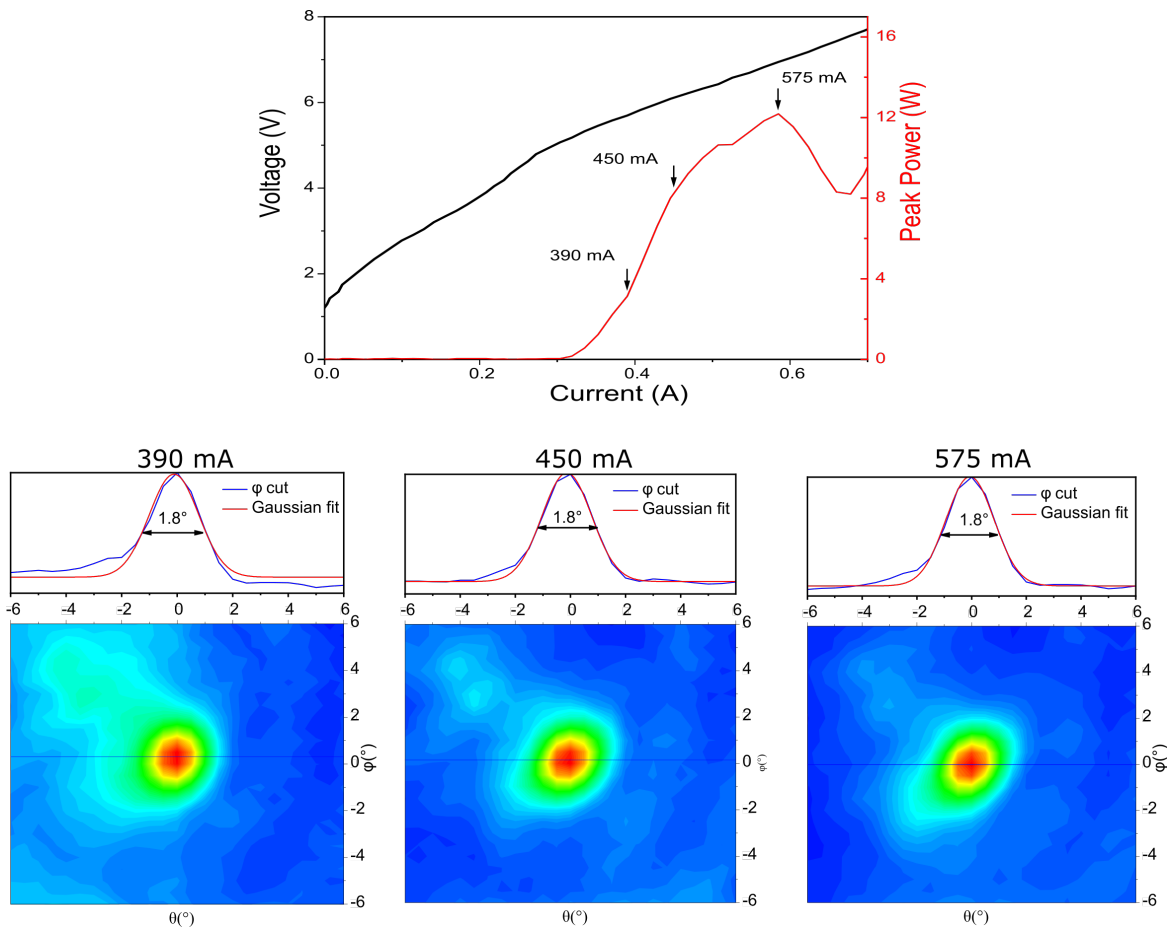 8
6
4
2
0
Voltage (V)
0.0
0.2
0.4
0.6
Current (A)
16
12
8
4
0
Peak Power (W)
575 mA
450 mA
390 mA
390 mA
φ cut
Gaussian fit
1.8°
-6 -4 -2 0 2 4 6
6
4
2
0
-2
-4
-6
φ(°)
θ(°)
450 mA
φ cut
Gaussian fit
1.8°
-6 -4 -2 0 2 4 6
6
4
2
0
-2
-4
-6
φ(°)
θ(°)
575 mA
φ cut
Gaussian fit
1.8°
-6 -4 -2 0 2 4 6
6
4
2
0
-2
-4
-6
φ(°)
θ(°)